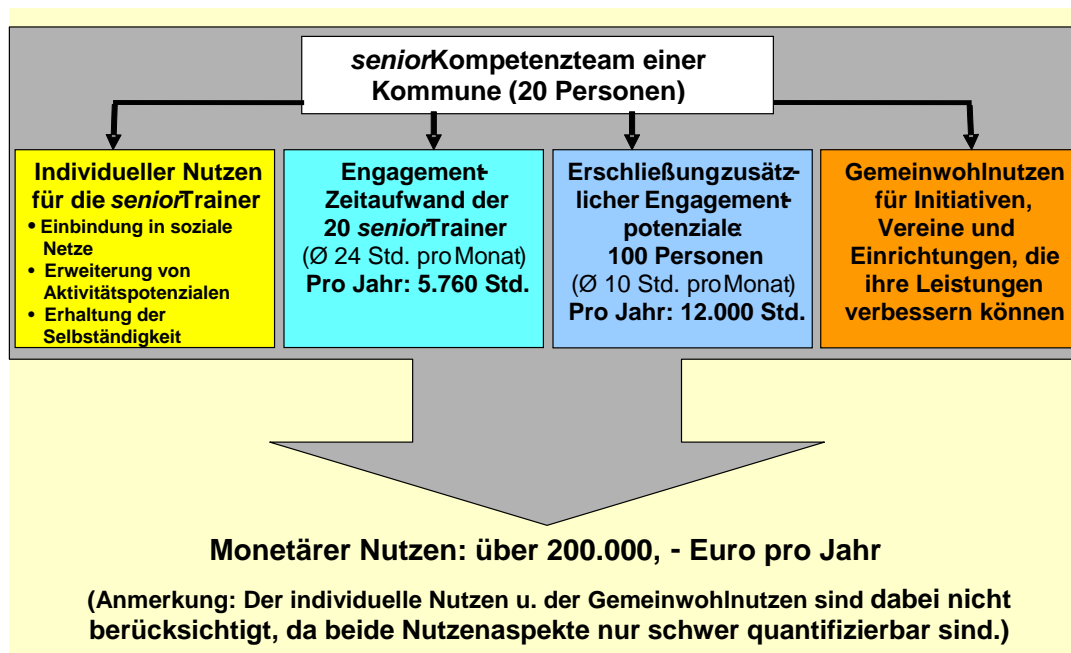 seniorKompetenzteam einer
Kommune (20 Personen)
Individueller Nutzen
für die seniorTrainer
• Einbindung in soziale
Netze
• Erweiterung von
Aktivitätspotenzialen
• Erhaltung der
Selbständigkeit
Engagement-
Zeitaufwand der
20 seniorTrainer
(Ø 24 Std. pro Monat)
Pro Jahr: 5.760 Std.
Erschließung zusätz-
licher Engagement-
potenziale:
100 Personen
(Ø 10 Std. pro Monat)
Pro Jahr: 12.000 Std.
Gemeinwohlnutzen
für Initiativen,
Vereine und
Einrichtungen, die
ihre Leistungen
verbessern können
Monetärer Nutzen: über 200.000, - Euro pro Jahr
(Anmerkung: Der individuelle Nutzen u. der Gemeinwohlnutzen sind dabei nicht
berücksichtigt, da beide Nutzenaspekte nur schwer quantifizierbar sind.)